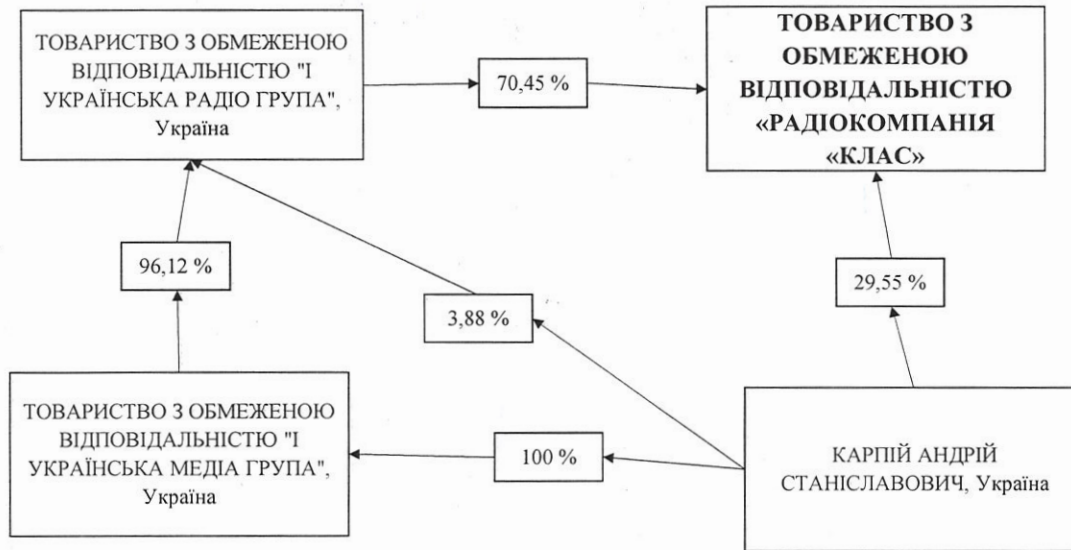 ТОВАРИСТВО З ОБМЕЖЕНОЮ
ВІДПОВІДАЛЬНІСТЮ "І
УКРАЇНСЬКА РАДІО ГРУПА",
Україна
70,45 %
ТОВАРИСТВО З
ОБМЕЖЕНОЮ
ВІДПОВІДАЛЬНІСТЮ
«РАДІОКОМПАНІЯ
«КЛАС»
96,12 %
3,88 %
29,55 %
ТОВАРИСТВО З ОБМЕЖЕНОЮ
ВІДПОВІДАЛЬНІСТЮ "І
УКРАЇНСЬКА МЕДІА ГРУПА",
Україна
100 %
КАРПІЙ АНДРІЙ
СТАНІСЛАВОВИЧ, Україна